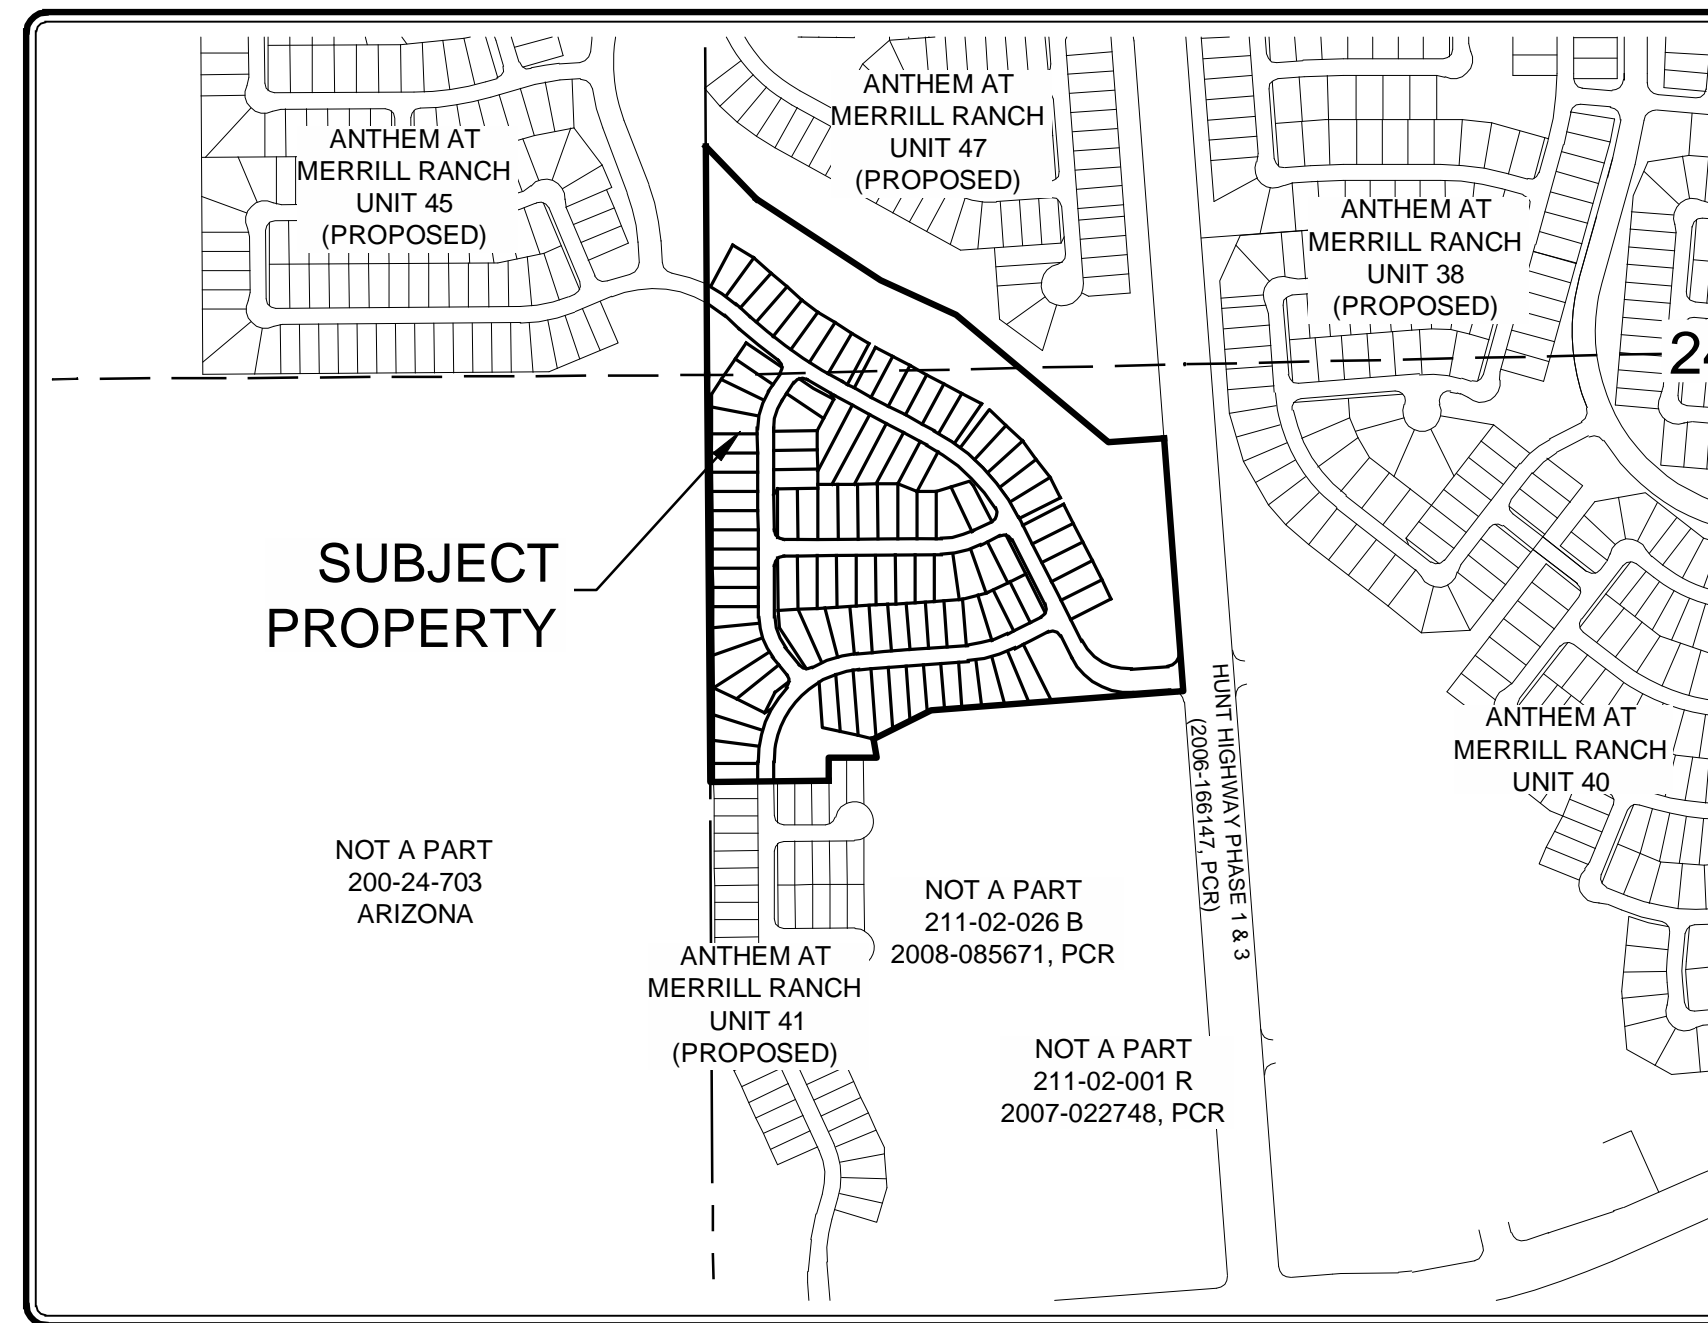 ANTHEM AT
MERRILL RANCH
UNIT 47
(PROPOSED)
ANTHEM AT
MERRILL RANCH
UNIT 45
(PROPOSED)
ANTHEM AT
MERRILL RANCH
UNIT 38
(PROPOSED)
SUBJECT
PROPERTY
HUNT HIGHWAY PHASE 1 & 3
(2006-166147, PCR)
ANTHEM AT
MERRILL RANCH
UNIT 40
NOT A PART
200-24-703
ARIZONA
NOT A PART
211-02-026 B
2008-085671, PCR
ANTHEM AT
MERRILL RANCH
UNIT 41
(PROPOSED)
NOT A PART
211-02-001 R
2007-022748, PCR